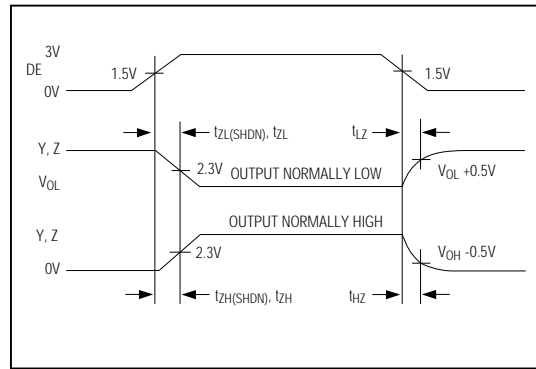 3V
DE
1.5V
1.5V
0V
tZL(SHDN), tZL
tLZ
Y, Z
2.3V
OUTPUT NORMALLY LOW
VOL +0.5V
VOL
OUTPUT NORMALLY HIGH
Y, Z
2.3V
VOH -0.5V
0V
tZH(SHDN), tZH
tHZ